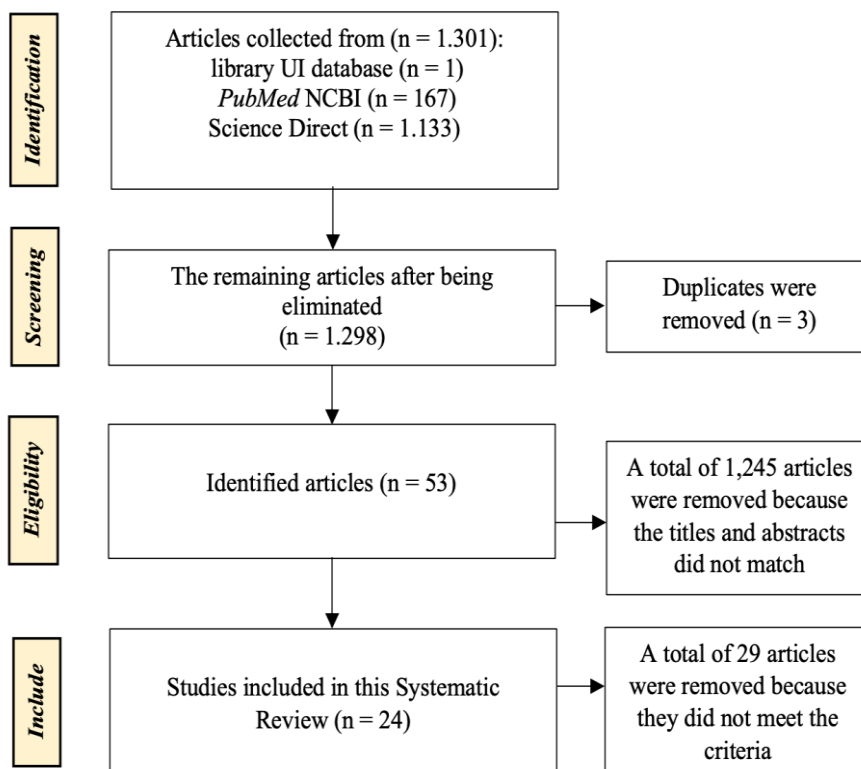 Identification
Articles collected from (n = 1.301):
library UI database (n = 1)
PubMed NCBI (n = 167)
Science Direct (n = 1.133)
Screening
The remaining articles after being
eliminated
(n = 1.298)
Duplicates were
removed (n = 3)
Eligibility
Identified articles (n = 53)
A total of 1,245 articles
were removed because
the titles and abstracts
did not match
Include
Studies included in this Systematic
Review (n = 24)
A total of 29 articles
were removed because
they did not meet the
criteria